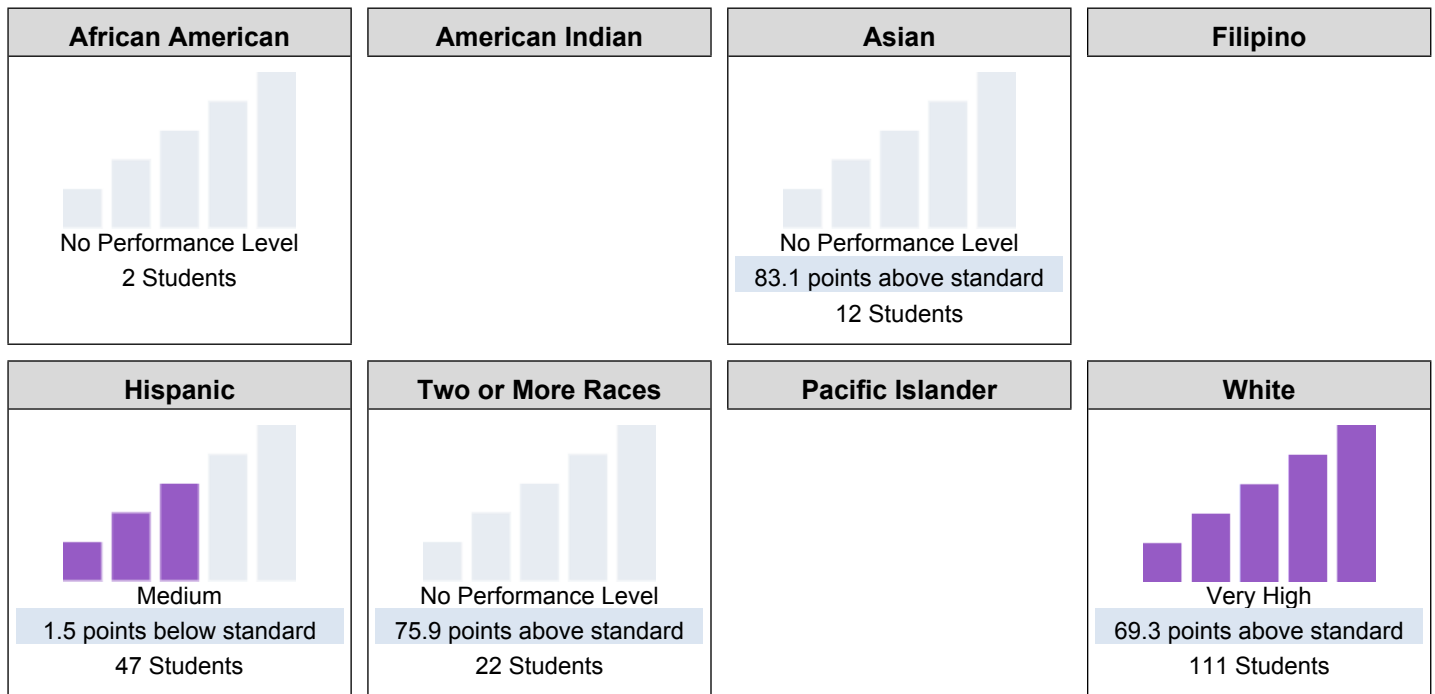 African American
No Performance Level
2 Students
American Indian
Asian
No Performance Level
83.1 points above standard
12 Students
Filipino
Hispanic
Medium
1.5 points below standard
47 Students
Two or More Races
No Performance Level
75.9 points above standard
22 Students
Pacific Islander
White
Very High
69.3 points above standard
111 Students